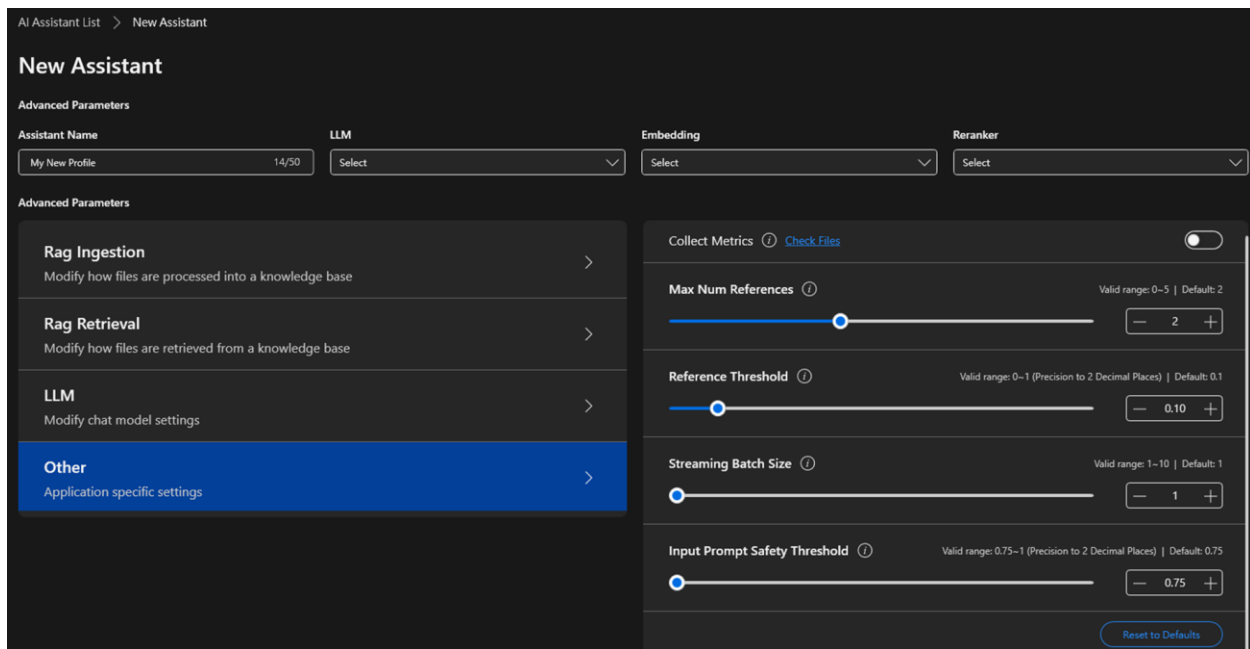 AI Assistant List > New Assistant
New Assistant
Advanced Parameters
Assistant Name
My New Profile 14/50
LLM
Select
Embedding
Select
Reranker
Select
Advanced Parameters
Rag Ingestion
Modify how files are processed into a knowledge base
Rag Retrieval
Modify how files are retrieved from a knowledge base
LLM
Modify chat model settings
Other
Application specific settings
Collect Metrics Check Files
Max Num References Valid range: 0~5 | Default: 2
2
Reference Threshold Valid range: 0~1 (Precision to 2 Decimal Places) | Default: 0.1
0.10
Streaming Batch Size Valid range: 1~10 | Default: 1
1
Input Prompt Safety Threshold Valid range: 0.75~1 (Precision to 2 Decimal Places) | Default: 0.75
0.75
Reset to Defaults